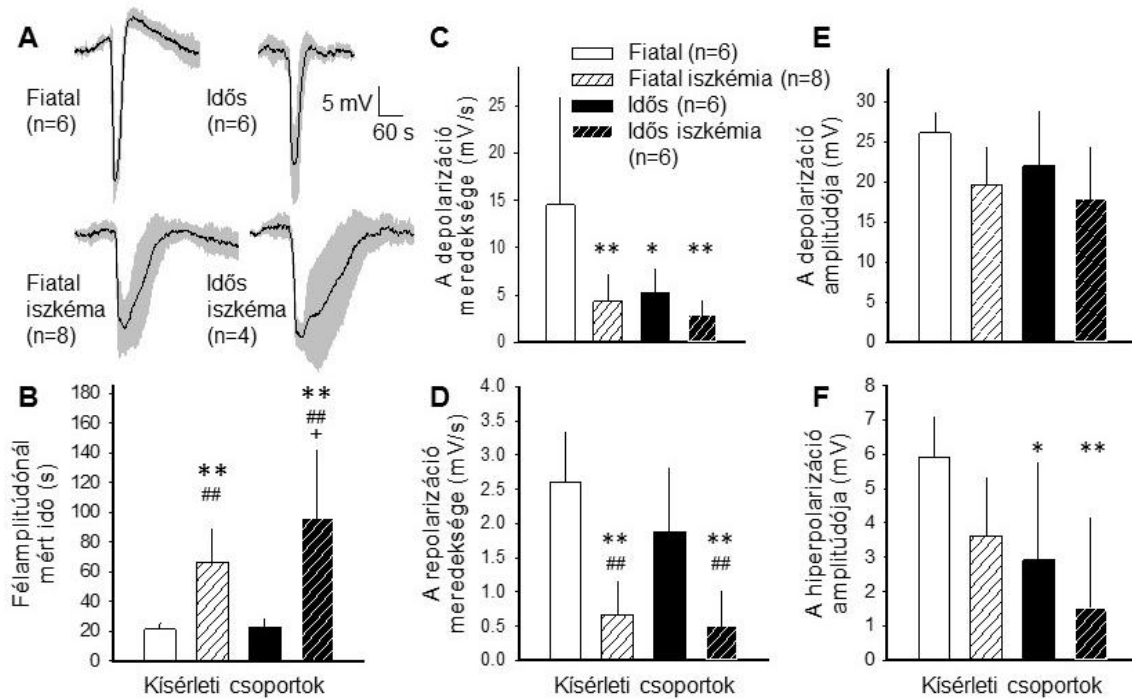 A
Fiatal
(n=6)
Idős
(n=6)
5 mV
60 s
Fiatal
iszkéma
(n=8)
Idős
iszkéma
(n=4)
B
Félamplitúdónál
mért idő (s)
180
160
140
120
100
80
60
40
20
0
**
##
**
##
+
Kísérleti csoportok
C
Fiatal (n=6)
Fiatal iszkémia (n=8)
Idős (n=6)
Idős iszkémia
(n=6)
A depolarizáció
meredeksége (mV/s)
25
20
15
10
5
0
**
*
**
D
A repolarizáció
meredeksége (mV/s)
4.0
3.5
3.0
2.5
2.0
1.5
1.0
0.5
0.0
**
##
**
##
Kísérleti csoportok
E
A depolarizáció
amplitúdója (mV)
30
25
20
15
10
5
0
F
A hiperpolarizáció
amplitúdója (mV)
8
7
6
5
4
3
2
1
0
*
**
Kísérleti csoportok